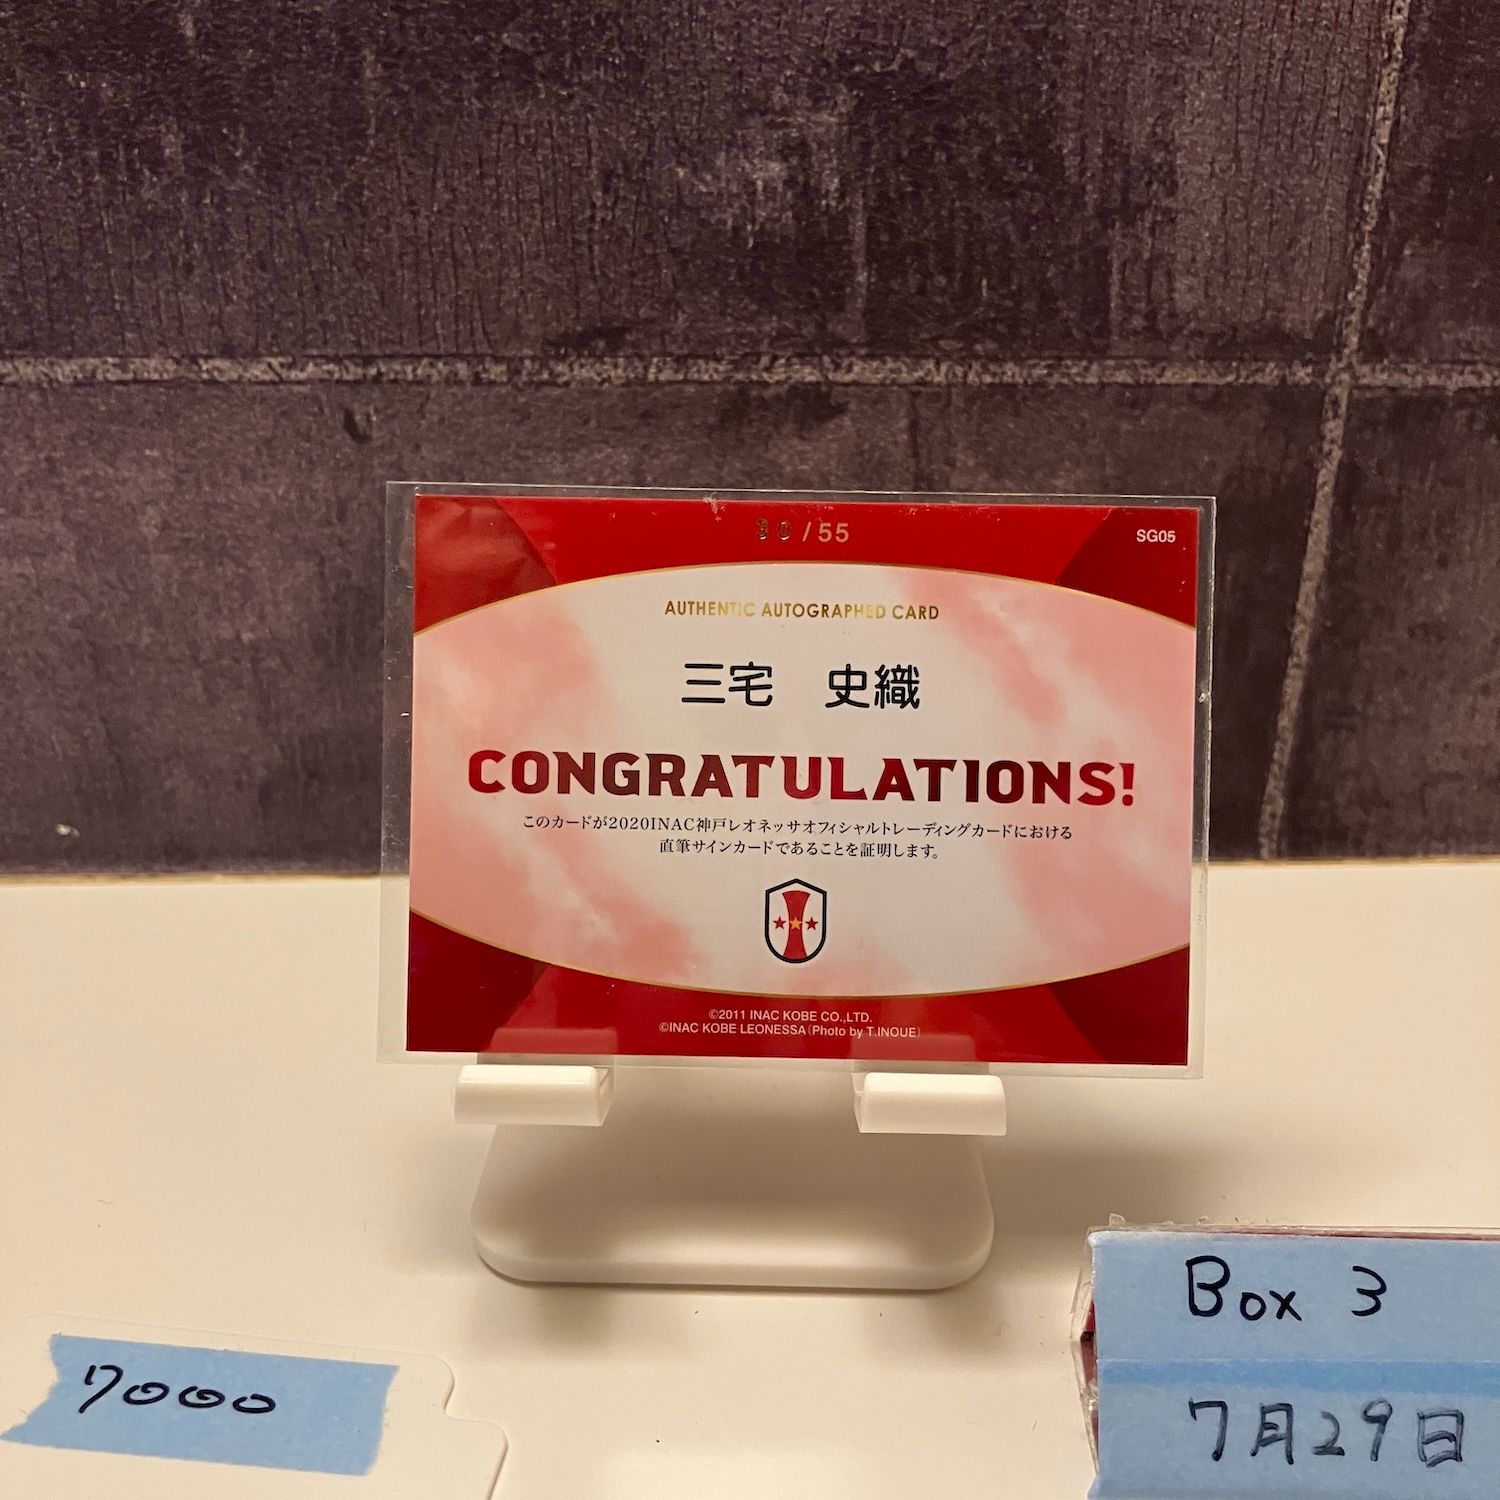 30/55
SG05
AUTHENTIC AUTOGRAPHED CARD
三宅 史織
CONGRATULATIONS!
このカードが2020INAC神戸レオネッサオフィシャルトレーディングカードにおける
直筆サインカードであることを証明します。
©2011 INAC KOBE CO.,LTD.
©INAC KOBE LEONESSA(Photo by T.INOUE)
7000
Box 3
7月29日